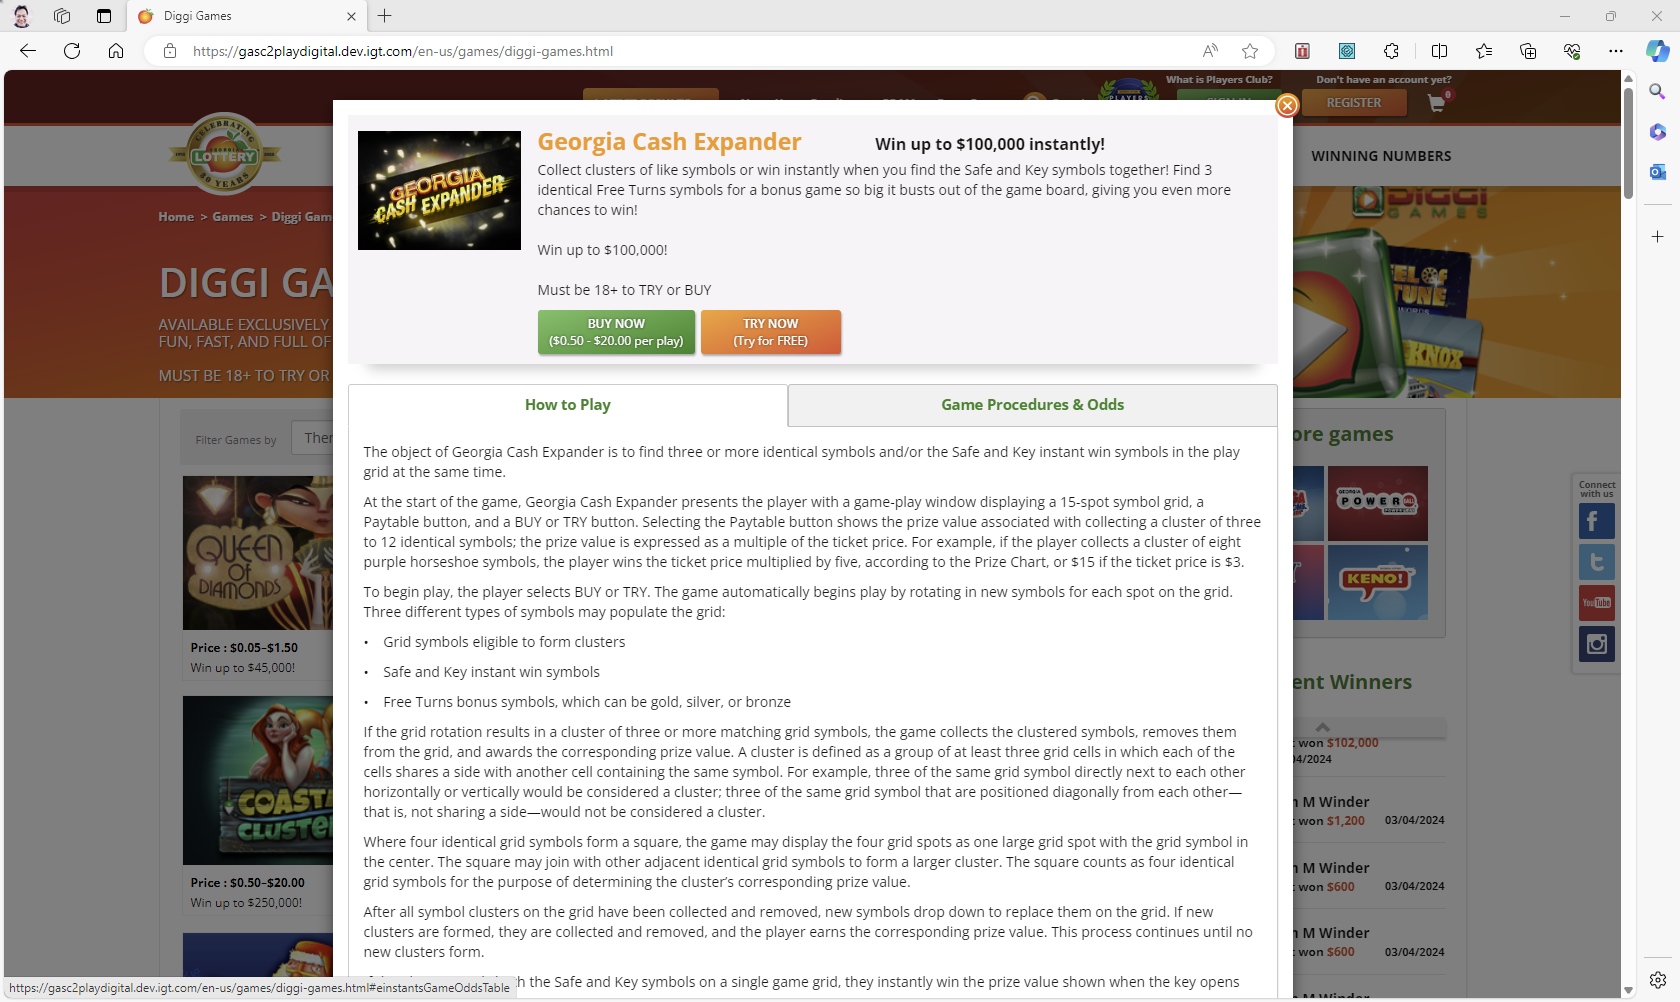 Diggi Games
https://gasc2playdigital.dev.igt.com/en-us/games/diggi-games.html
What is Players Club?
Don't have an account yet?
PLAYERS
SIGN IN
REGISTER
0
CELEBRATING
GEORGIA
LOTTERY
30 YEARS
WINNING NUMBERS
Home > Games > Diggi Gam
DIGGI GA
AVAILABLE EXCLUSIVELY
FUN, FAST, AND FULL OF
MUST BE 18+ TO TRY OR
DIGGI
GAMES
EL OF
TUNE
WORDS
KNOX
GEORGIA
CASH EXPANDER
Georgia Cash Expander
Win up to $100,000 instantly!
Collect clusters of like symbols or win instantly when you find the Safe and Key symbols together! Find 3
identical Free Turns symbols for a bonus game so big it busts out of the game board, giving you even more
chances to win!
Win up to $100,000!
Must be 18+ to TRY or BUY
BUY NOW
($0.50 - $20.00 per play)
TRY NOW
(Try for FREE)
How to Play
Game Procedures & Odds
The object of Georgia Cash Expander is to find three or more identical symbols and/or the Safe and Key instant win symbols in the play
grid at the same time.
At the start of the game, Georgia Cash Expander presents the player with a game-play window displaying a 15-spot symbol grid, a
Paytable button, and a BUY or TRY button. Selecting the Paytable button shows the prize value associated with collecting a cluster of three
to 12 identical symbols; the prize value is expressed as a multiple of the ticket price. For example, if the player collects a cluster of eight
purple horseshoe symbols, the player wins the ticket price multiplied by five, according to the Prize Chart, or $15 if the ticket price is $3.
To begin play, the player selects BUY or TRY. The game automatically begins play by rotating in new symbols for each spot on the grid.
Three different types of symbols may populate the grid:
• Grid symbols eligible to form clusters
• Safe and Key instant win symbols
• Free Turns bonus symbols, which can be gold, silver, or bronze
If the grid rotation results in a cluster of three or more matching grid symbols, the game collects the clustered symbols, removes them
from the grid, and awards the corresponding prize value. A cluster is defined as a group of at least three grid cells in which each of the
cells shares a side with another cell containing the same symbol. For example, three of the same grid symbol directly next to each other
horizontally or vertically would be considered a cluster; three of the same grid symbol that are positioned diagonally from each other—
that is, not sharing a side—would not be considered a cluster.
Where four identical grid symbols form a square, the game may display the four grid spots as one large grid spot with the grid symbol in
the center. The square may join with other adjacent identical grid symbols to form a larger cluster. The square counts as four identical
grid symbols for the purpose of determining the cluster's corresponding prize value.
After all symbol clusters on the grid have been collected and removed, new symbols drop down to replace them on the grid. If new
clusters are formed, they are collected and removed, and the player earns the corresponding prize value. This process continues until no
new clusters form.
h the Safe and Key symbols on a single game grid, they instantly win the prize value shown when the key opens
Filter Games by
Ther
QUEEN
OF
DIAMONDS
Price : $0.05–$1.50
Win up to $45,000!
COASTA
CLUSTE
Price : $0.50–$20.00
Win up to $250,000!
ore games
GEORGIA
POWERBALL
KENO!
Connect
with us
YouTube
ent Winners
won $102,000
04/2024
n M Winder
won $1,200
03/04/2024
n M Winder
won $600
03/04/2024
n M Winder
won $600
03/04/2024
https://gasc2playdigital.dev.igt.com/en-us/games/diggi-games.html#einstantsGameOddsTable